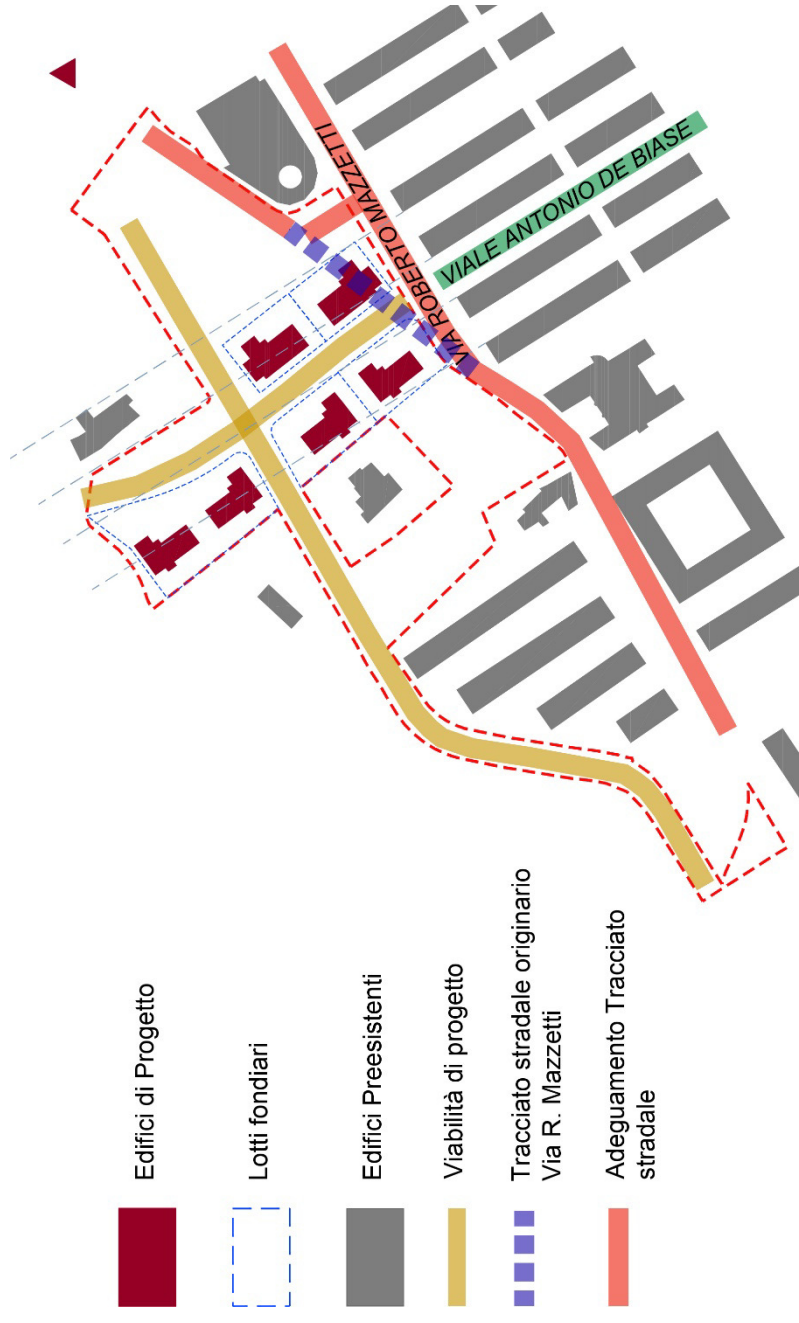 VIA ROBERTO MAZZETTI
VIALE ANTONIO DE BIASE
Edifici di Progetto
Lotti fondiari
Edifici Preesistenti
Viabilità di progetto
Tracciato stradale originario
Via R. Mazzetti
Adeguamento Tracciato
stradale